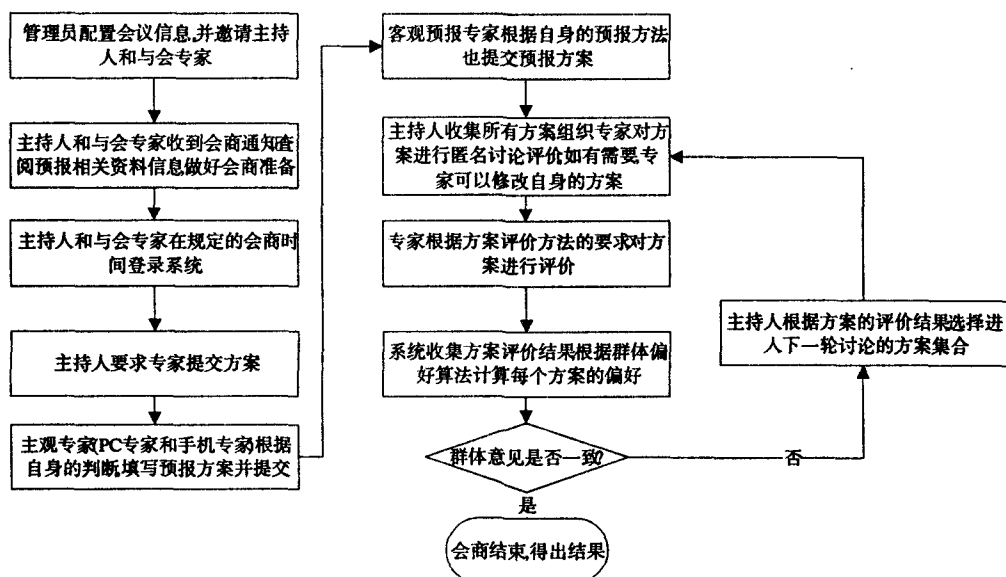 管理员配置会议信息,并邀请主持
人和与会专家
主持人和与会专家收到会商通知查
阅预报相关资料信息做好会商准备
主持人和与会专家在规定的会商时
间登录系统
主持人要求专家提交方案
主观专家(PC专家和手机专家)根据
自身的判断,填写预报方案并提交
客观预报专家根据自身的预报方法
也提交预报方案
主持人收集所有方案,组织专家对方
案进行匿名讨论评价如有需要,专
家可以修改自身的方案
专家根据方案评价方法的要求对方
案进行评价
系统收集方案评价结果根据群体偏
好算法计算每个方案的偏好
群体意见是否一致?
否
主持人根据方案的评价结果选择进
入下一轮讨论的方案集合
是
会商结束,得出结果